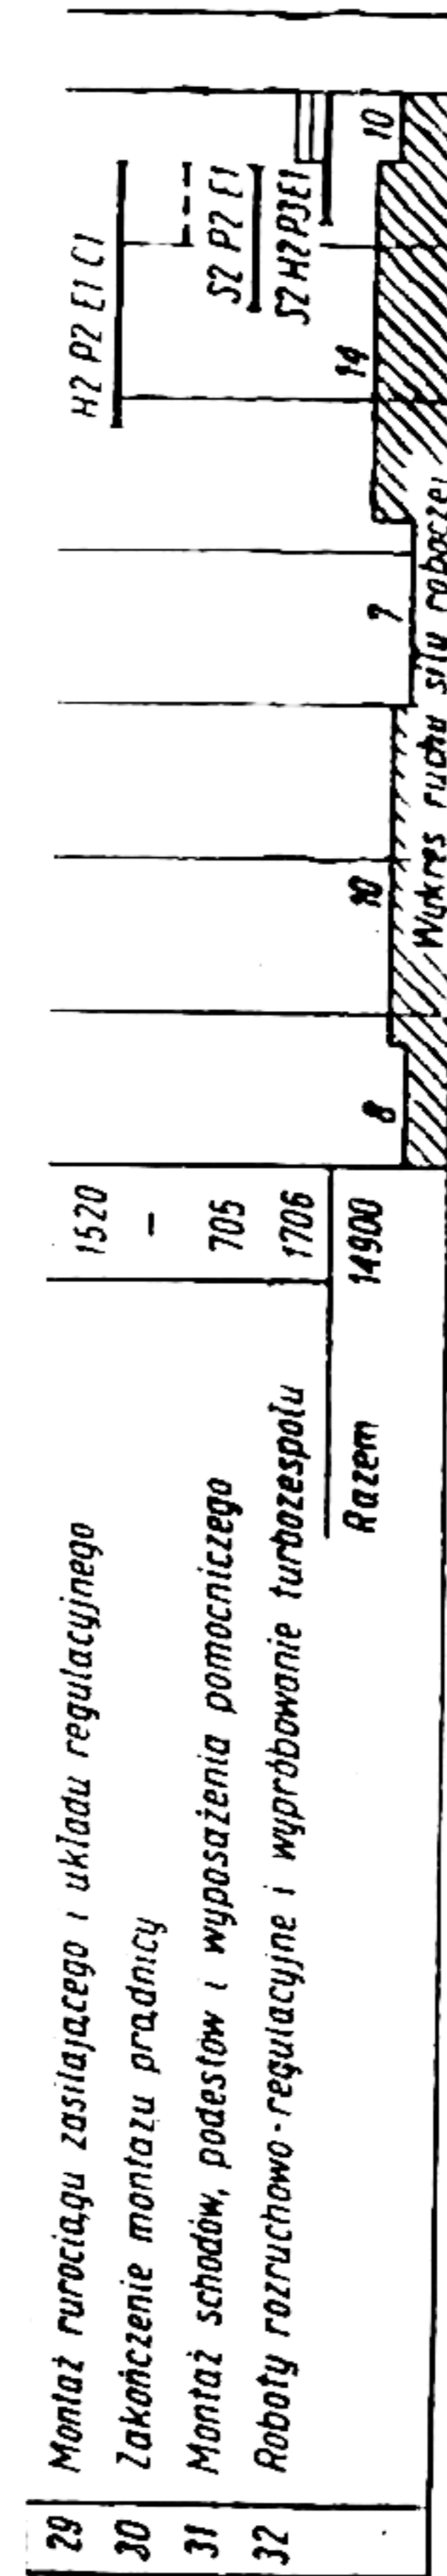 29 Montaż rurociągu zasilającego i układu regulacyjnego 1520 H2 P2 E1 C1
30 Zakończenie montażu prądnicy –
31 Montaż schodów, podestów i wyposażenia pomocniczego 705 S2 P2 E1
32 Roboty rozruchowo-regulacyjne i wypróbowanie turbozespołu 1706 S2 H2 P3 E1
Razem 14900 8 10 7 14 10
Wykres ruchu siły roboczej